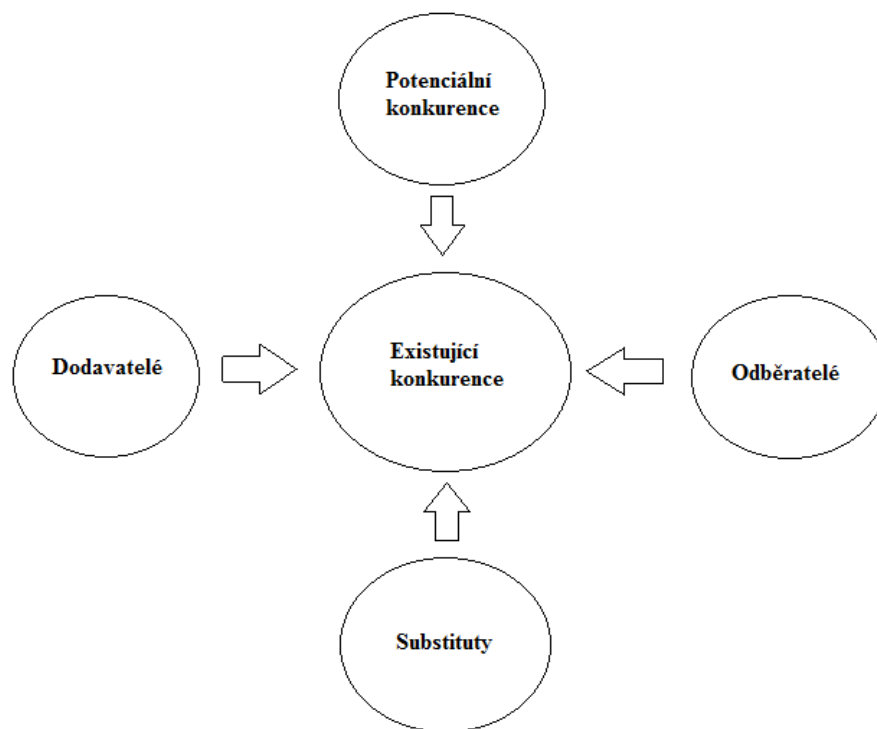 Potenciální
konkurence
Dodavatelé
Existující
konkurence
Odběratelé
Substituty